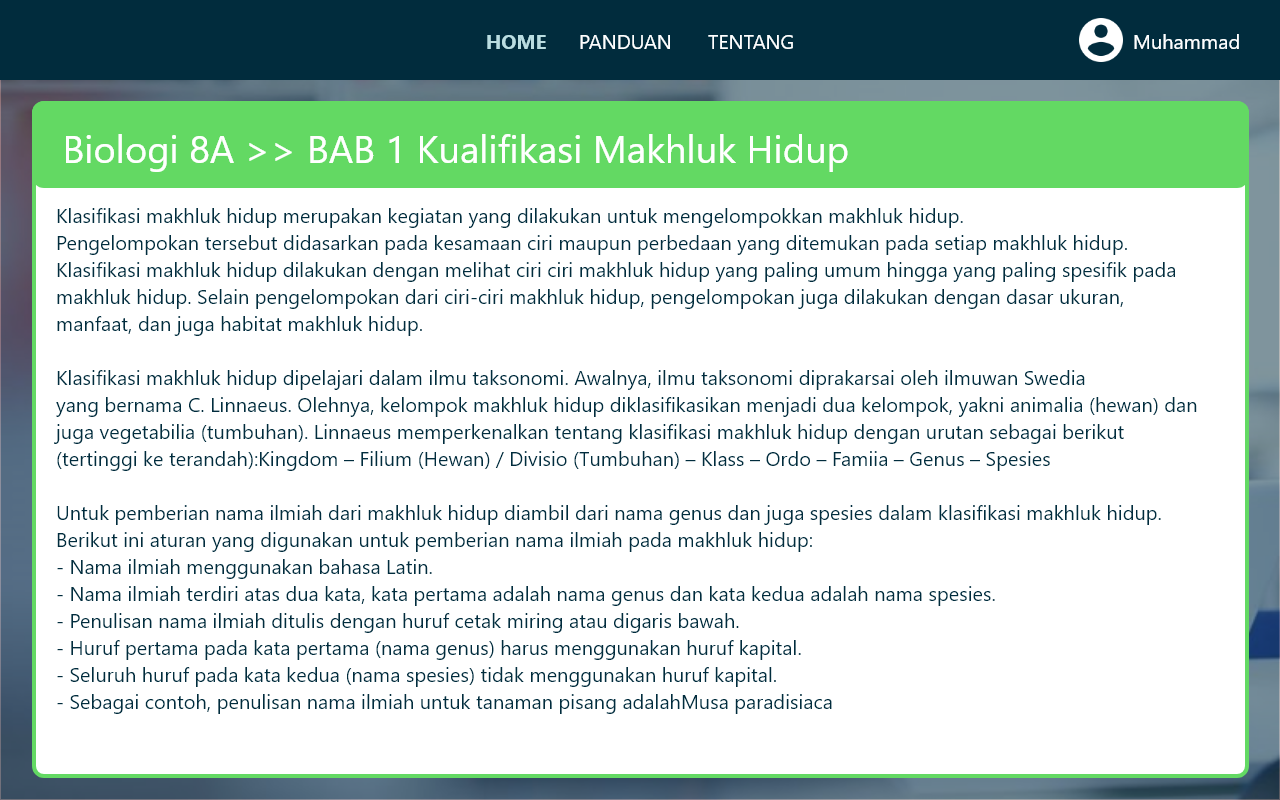 HOME PANDUAN TENTANG Muhammad
Biologi 8A >> BAB 1 Kualifikasi Makhluk Hidup
Klasifikasi makhluk hidup merupakan kegiatan yang dilakukan untuk mengelompokkan makhluk hidup.
Pengelompokan tersebut didasarkan pada kesamaan ciri maupun perbedaan yang ditemukan pada setiap makhluk hidup.
Klasifikasi makhluk hidup dilakukan dengan melihat ciri ciri makhluk hidup yang paling umum hingga yang paling spesifik pada
makhluk hidup. Selain pengelompokan dari ciri-ciri makhluk hidup, pengelompokan juga dilakukan dengan dasar ukuran,
manfaat, dan juga habitat makhluk hidup.
Klasifikasi makhluk hidup dipelajari dalam ilmu taksonomi. Awalnya, ilmu taksonomi diprakarsai oleh ilmuwan Swedia
yang bernama C. Linnaeus. Olehnya, kelompok makhluk hidup diklasifikasikan menjadi dua kelompok, yakni animalia (hewan) dan
juga vegetabilia (tumbuhan). Linnaeus memperkenalkan tentang klasifikasi makhluk hidup dengan urutan sebagai berikut
(tertinggi ke terandah):Kingdom – Filium (Hewan) / Divisio (Tumbuhan) – Klass – Ordo – Famiia – Genus – Spesies
Untuk pemberian nama ilmiah dari makhluk hidup diambil dari nama genus dan juga spesies dalam klasifikasi makhluk hidup.
Berikut ini aturan yang digunakan untuk pemberian nama ilmiah pada makhluk hidup:
- Nama ilmiah menggunakan bahasa Latin.
- Nama ilmiah terdiri atas dua kata, kata pertama adalah nama genus dan kata kedua adalah nama spesies.
- Penulisan nama ilmiah ditulis dengan huruf cetak miring atau digaris bawah.
- Huruf pertama pada kata pertama (nama genus) harus menggunakan huruf kapital.
- Seluruh huruf pada kata kedua (nama spesies) tidak menggunakan huruf kapital.
- Sebagai contoh, penulisan nama ilmiah untuk tanaman pisang adalahMusa paradisiaca